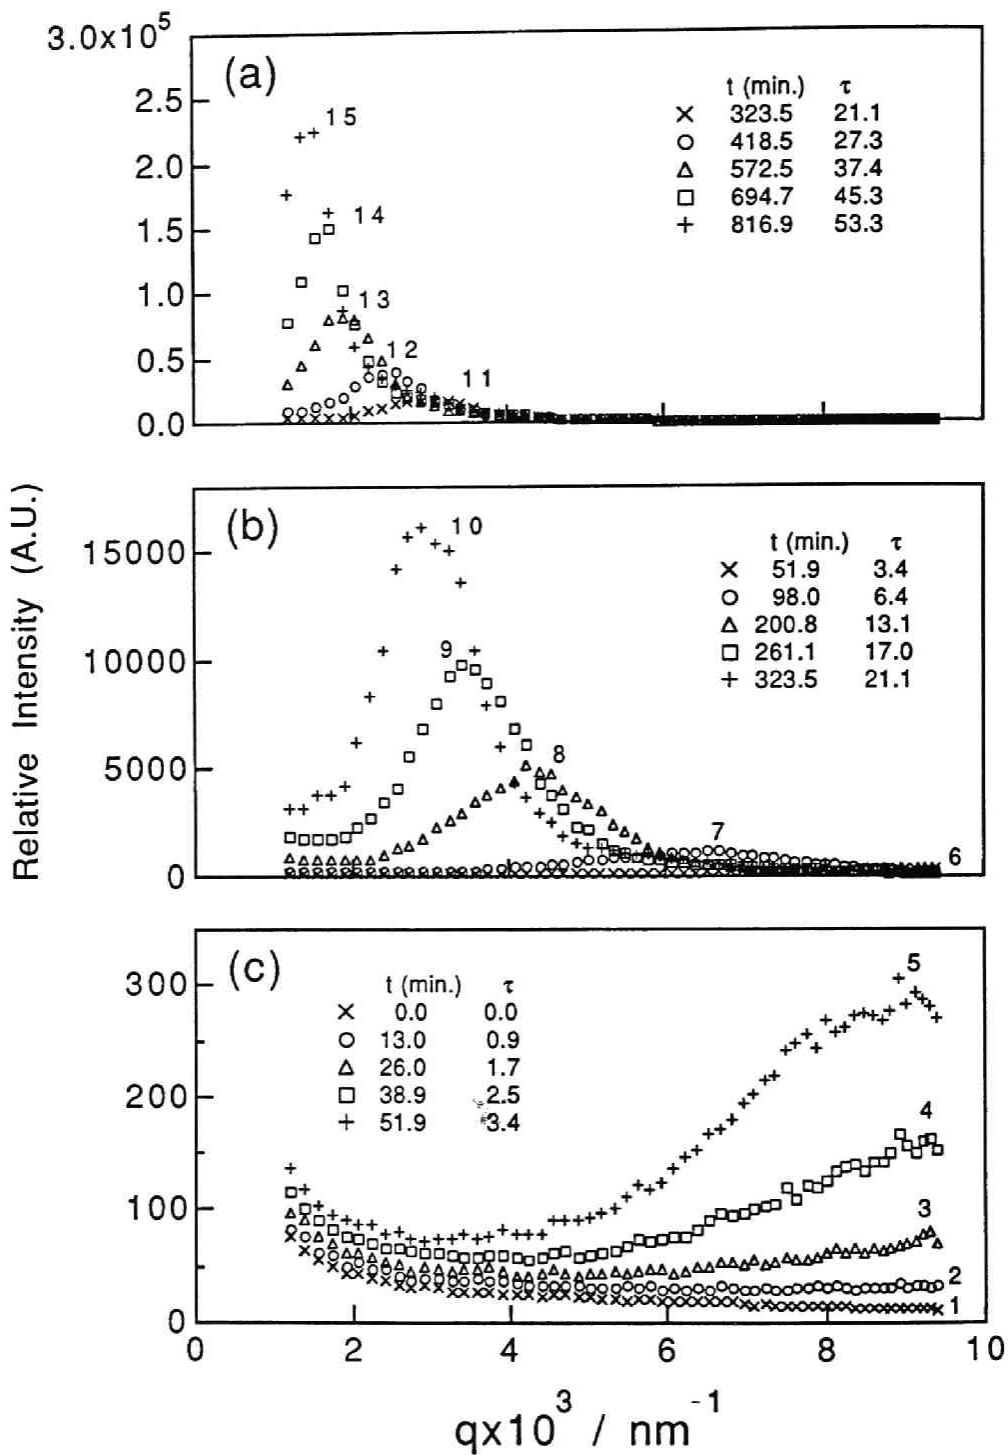 Relative Intensity (A.U.)
3.0x10⁵
2.5
2.0
1.5
1.0
0.5
0.0
(a)
t (min.) τ
× 323.5 21.1
○ 418.5 27.3
△ 572.5 37.4
□ 694.7 45.3
+ 816.9 53.3
15
14
13
12
11
15000
10000
5000
0
(b)
t (min.) τ
× 51.9 3.4
○ 98.0 6.4
△ 200.8 13.1
□ 261.1 17.0
+ 323.5 21.1
10
9
8
7
6
300
200
100
0
(c)
t (min.) τ
× 0.0 0.0
○ 13.0 0.9
△ 26.0 1.7
□ 38.9 2.5
+ 51.9 3.4
5
4
3
2
1
0 2 4 6 8 10
qx10³ / nm⁻¹